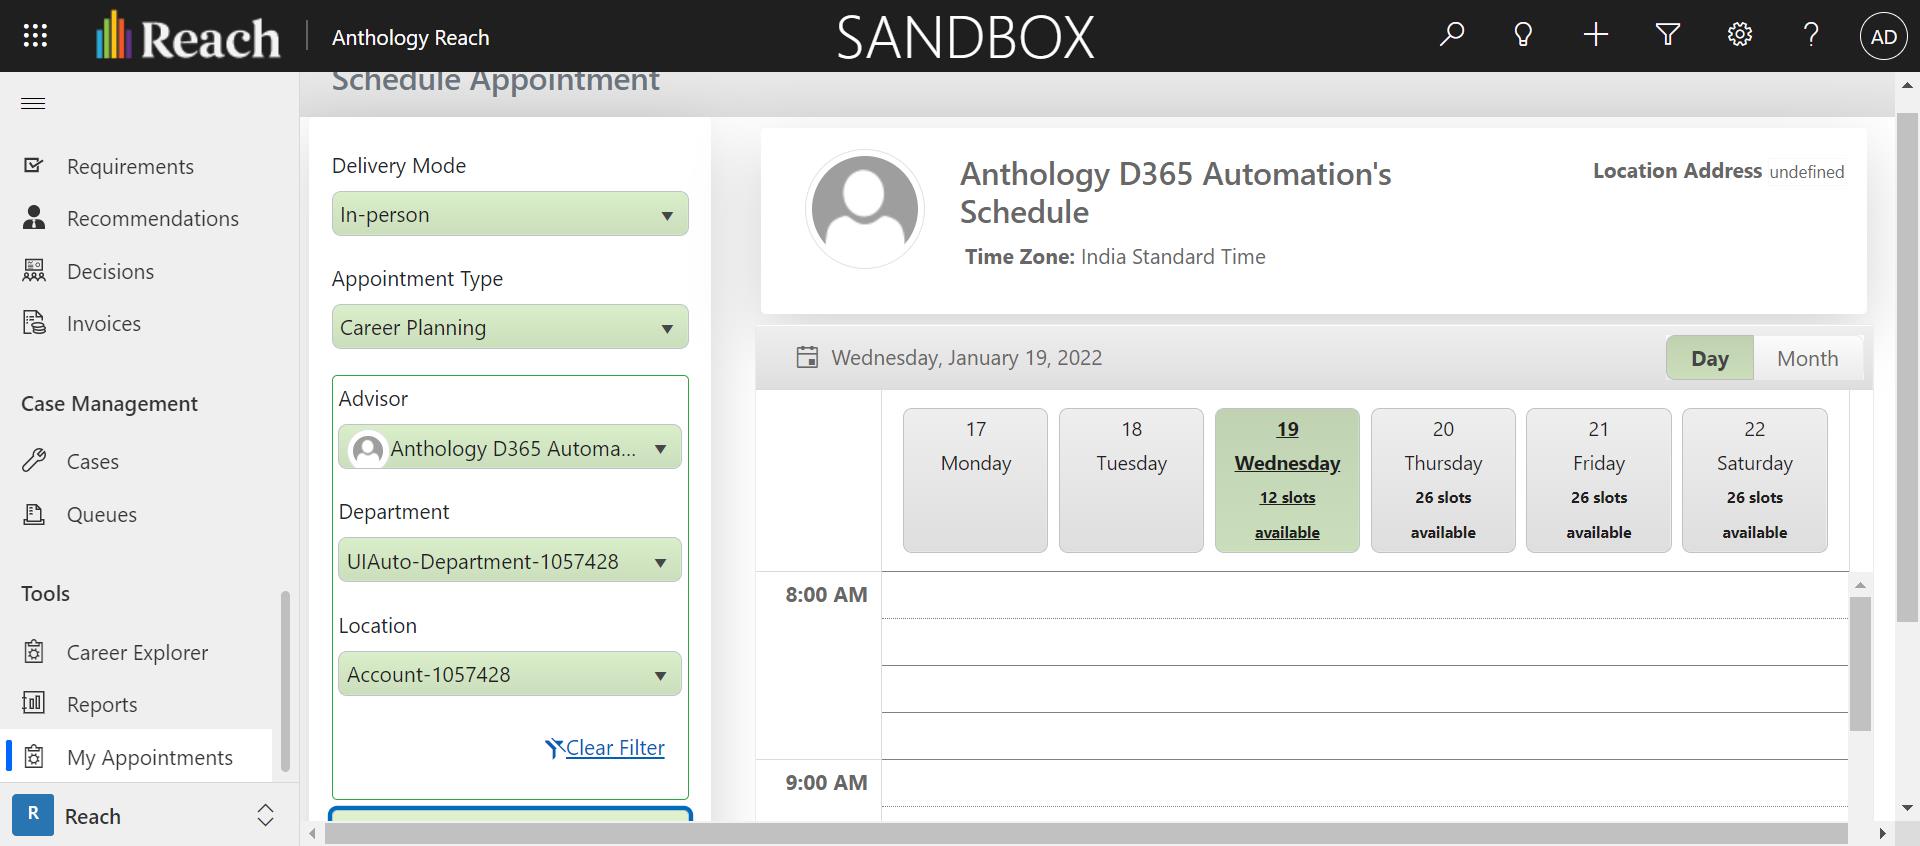 Reach
Anthology Reach
SANDBOX
AD
Schedule Appointment
Requirements
Recommendations
Decisions
Invoices
Case Management
Cases
Queues
Tools
Career Explorer
Reports
My Appointments
R
Reach
Delivery Mode
In-person
Appointment Type
Career Planning
Advisor
Anthology D365 Automa...
Department
UIAuto-Department-1057428
Location
Account-1057428
Clear Filter
Anthology D365 Automation's
Schedule
Time Zone: India Standard Time
Location Address undefined
Wednesday, January 19, 2022
Day
Month
17
Monday
18
Tuesday
19
Wednesday
12 slots
available
20
Thursday
26 slots
available
21
Friday
26 slots
available
22
Saturday
26 slots
available
8:00 AM
9:00 AM